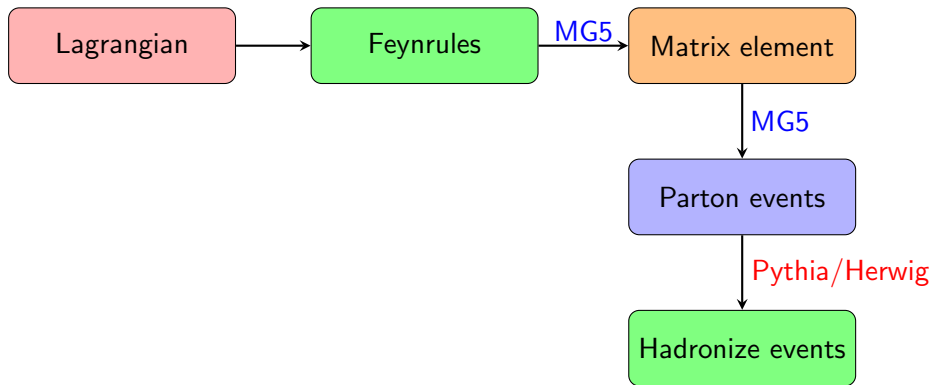 Lagrangian
Feynrules
MG5
Matrix element
MG5
Parton events
Pythia/Herwig
Hadronize events